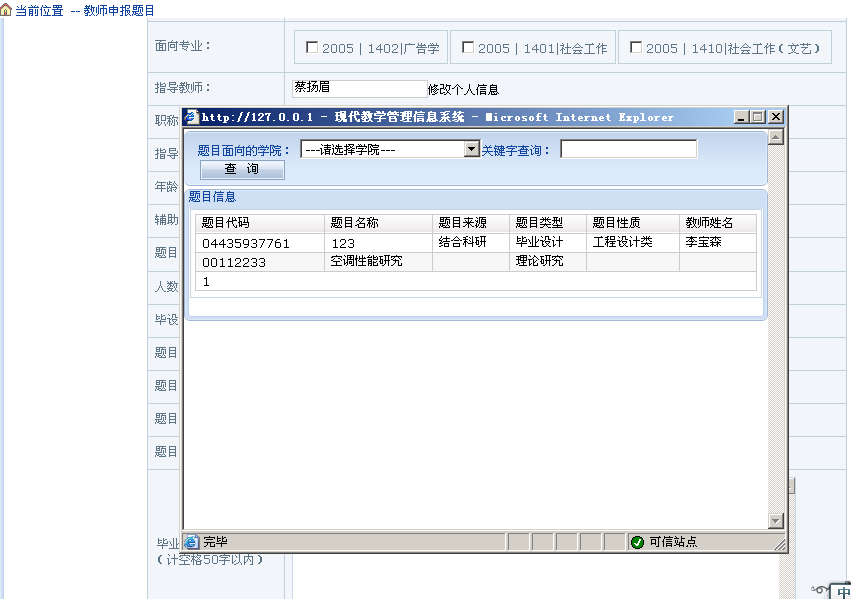 当前位置 -- 教师申报题目
面向专业：
2005 | 1402|广告学
2005 | 1401|社会工作
2005 | 1410|社会工作(文艺)
指导教师：
蔡扬眉
修改个人信息
http://127.0.0.1 - 现代教学管理信息系统 - Microsoft Internet Explorer
职称
指导
年龄
辅助
题目
人数
毕设
题目
题目
题目
题目
题目面向的学院：
---请选择学院---
关键字查询：
查 询
题目信息
题目代码 题目名称 题目来源 题目类型 题目性质 教师姓名
04435937761 123 结合科研 毕业设计 工程设计类 李宝森
00112233 空调性能研究 理论研究
1
完毕
可信站点
毕业
(计空格50字以内)
中